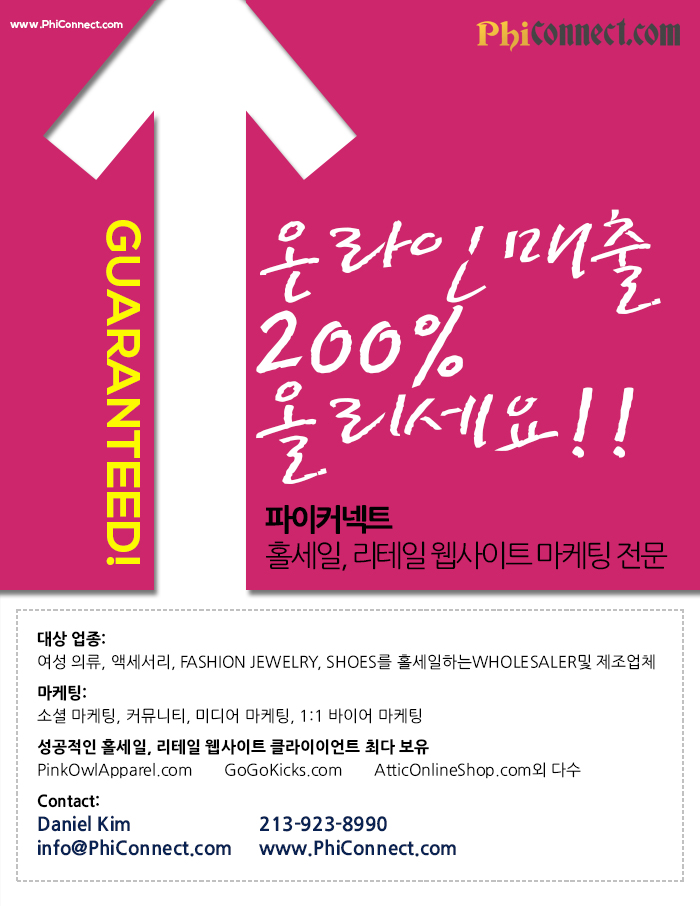 www.PhiConnect.com
PhiConnect.com
GUARANTEED!
온라인 매출
200%
올리세요!!
파이커넥트
홀세일, 리테일 웹사이트 마케팅 전문
대상 업종:
여성 의류, 액세서리, FASHION JEWELRY, SHOES를 홀세일하는WHOLESALER및 제조업체
마케팅:
소셜 마케팅, 커뮤니티, 미디어 마케팅, 1:1 바이어 마케팅
성공적인 홀세일, 리테일 웹사이트 클라이이언트 최다 보유
PinkOwlApparel.com GoGoKicks.com AtticOnlineShop.com외 다수
Contact:
Daniel Kim 213-923-8990
info@PhiConnect.com www.PhiConnect.com